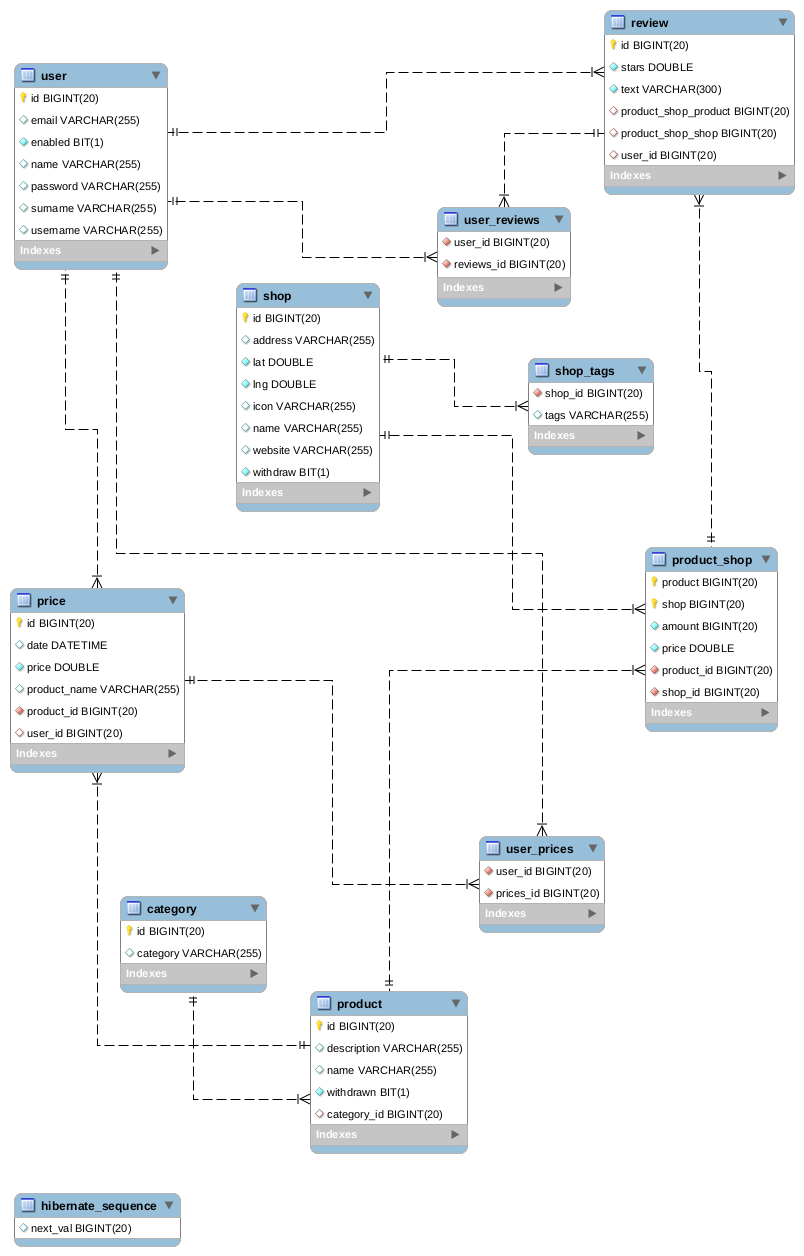 review
id BIGINT(20)
stars DOUBLE
text VARCHAR(300)
product_shop_product BIGINT(20)
product_shop_shop BIGINT(20)
user_id BIGINT(20)
Indexes
user
id BIGINT(20)
email VARCHAR(255)
enabled BIT(1)
name VARCHAR(255)
password VARCHAR(255)
surname VARCHAR(255)
username VARCHAR(255)
Indexes
user_reviews
user_id BIGINT(20)
reviews_id BIGINT(20)
Indexes
shop
id BIGINT(20)
address VARCHAR(255)
lat DOUBLE
lng DOUBLE
icon VARCHAR(255)
name VARCHAR(255)
website VARCHAR(255)
withdraw BIT(1)
Indexes
shop_tags
shop_id BIGINT(20)
tags VARCHAR(255)
Indexes
product_shop
product BIGINT(20)
shop BIGINT(20)
amount BIGINT(20)
price DOUBLE
product_id BIGINT(20)
shop_id BIGINT(20)
Indexes
price
id BIGINT(20)
date DATETIME
price DOUBLE
product_name VARCHAR(255)
product_id BIGINT(20)
user_id BIGINT(20)
Indexes
user_prices
user_id BIGINT(20)
prices_id BIGINT(20)
Indexes
category
id BIGINT(20)
category VARCHAR(255)
Indexes
product
id BIGINT(20)
description VARCHAR(255)
name VARCHAR(255)
withdrawn BIT(1)
category_id BIGINT(20)
Indexes
hibernate_sequence
next_val BIGINT(20)